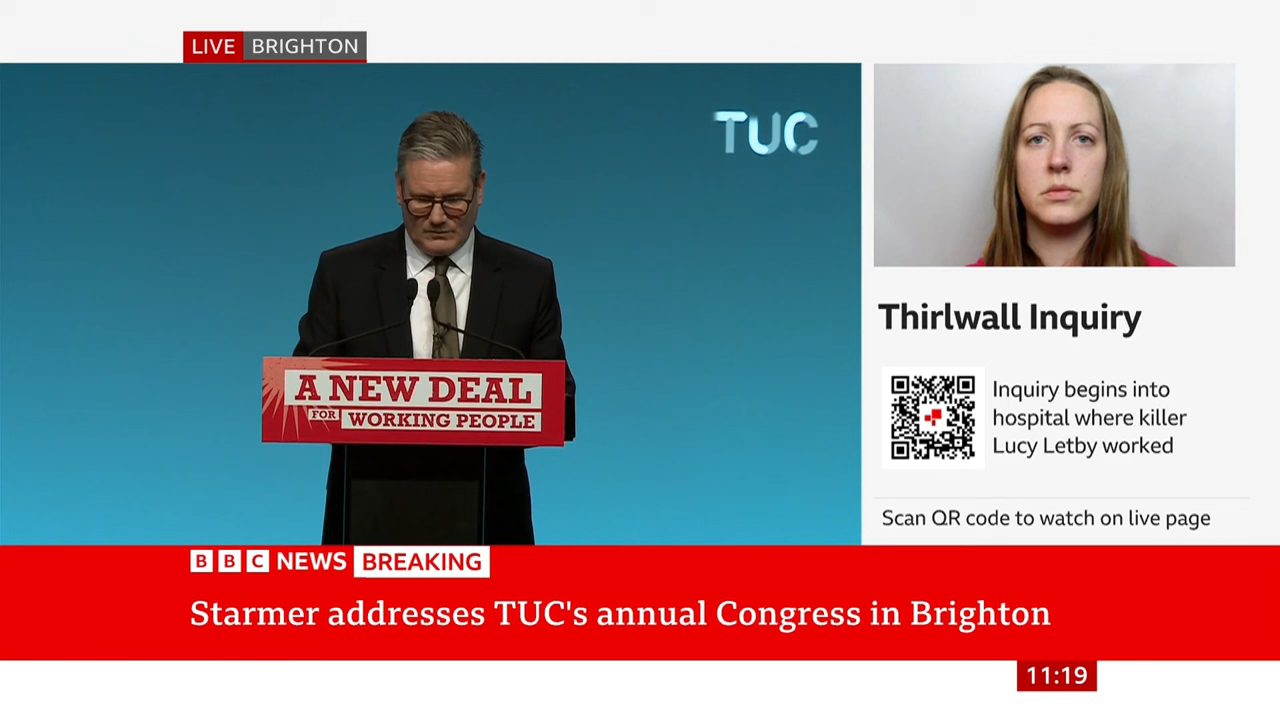 LIVE BRIGHTON
TUC
A NEW DEAL
FOR WORKING PEOPLE
Thirlwall Inquiry
Inquiry begins into
hospital where killer
Lucy Letby worked
Scan QR code to watch on live page
BBC NEWS BREAKING
Starmer addresses TUC's annual Congress in Brighton
11:19